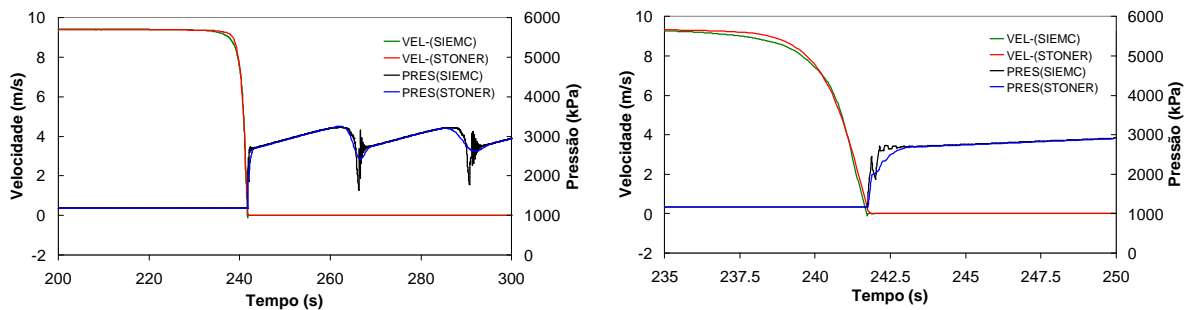 10
8
6
4
2
0
-2
Velocidade (m/s)
6000
5000
4000
3000
2000
1000
0
Pressão (kPa)
VEL-(SIEMC)
VEL-(STONER)
PRES(SIEMC)
PRES(STONER)
200
220
240
260
280
300
Tempo (s)
10
8
6
4
2
0
-2
Velocidade (m/s)
6000
5000
4000
3000
2000
1000
0
Pressão (kPa)
VEL-(SIEMC)
VEL-(STONER)
PRES(SIEMC)
PRES(STONER)
235
237.5
240
242.5
245
247.5
250
Tempo (s)